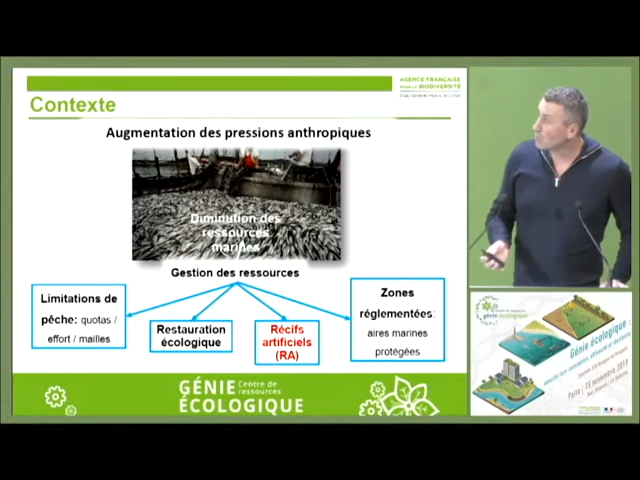 AGENCE FRANÇAISE
POUR LA BIODIVERSITÉ
Contexte
Augmentation des pressions anthropiques
Diminution des
ressources
marines
Gestion des ressources
Limitations de
pêche: quotas /
effort / mailles
Restauration
écologique
Récifs
artificiels
(RA)
Zones
réglementées:
aires marines
protégées
GÉNIE Centre de
ressources
ÉCOLOGIQUE
génie écologique
Génie écologique :